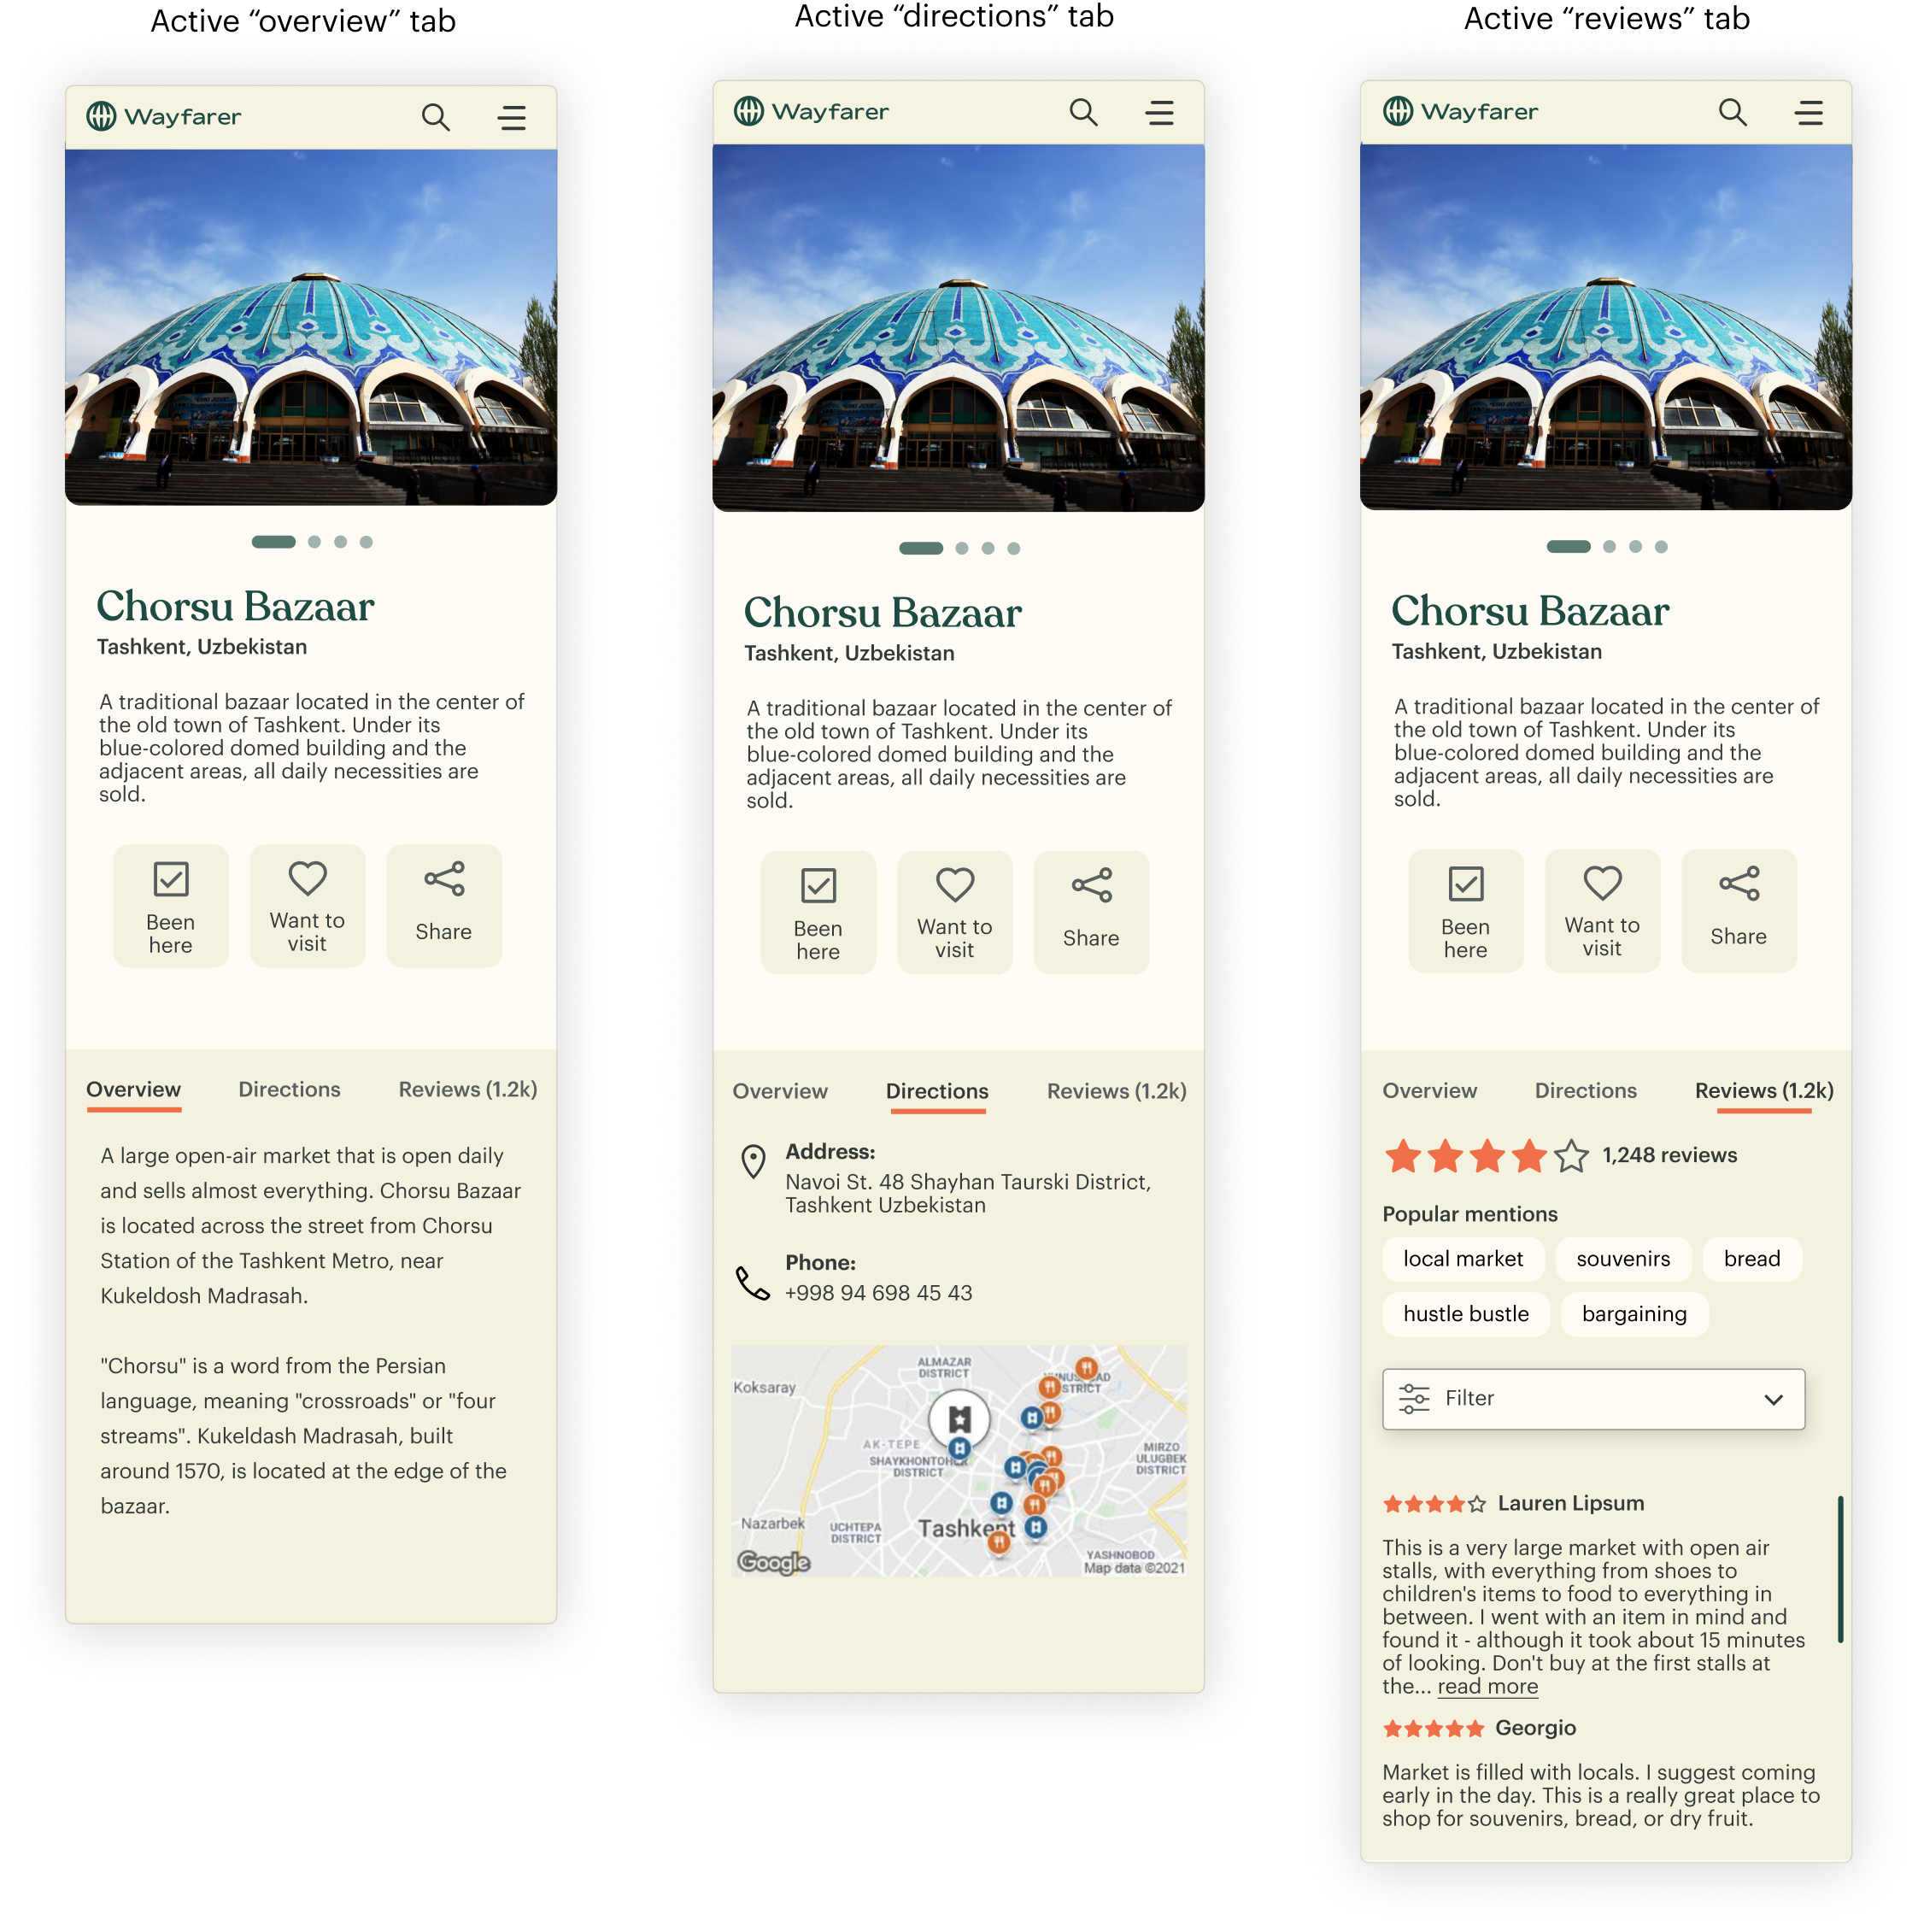 Active “overview” tab
Wayfarer
Chorsu Bazaar
Tashkent, Uzbekistan
A traditional bazaar located in the center of
the old town of Tashkent. Under its
blue-colored domed building and the
adjacent areas, all daily necessities are
sold.
Been
here
Want to
visit
Share
Overview
Directions
Reviews (1.2k)
A large open-air market that is open daily
and sells almost everything. Chorsu Bazaar
is located across the street from Chorsu
Station of the Tashkent Metro, near
Kukeldosh Madrasah.
"Chorsu" is a word from the Persian
language, meaning "crossroads" or "four
streams". Kukeldash Madrasah, built
around 1570, is located at the edge of the
bazaar.
Active “directions” tab
Wayfarer
Chorsu Bazaar
Tashkent, Uzbekistan
A traditional bazaar located in the center of
the old town of Tashkent. Under its
blue-colored domed building and the
adjacent areas, all daily necessities are
sold.
Been
here
Want to
visit
Share
Overview
Directions
Reviews (1.2k)
Address:
Navoi St. 48 Shayhan Taurski District,
Tashkent Uzbekistan
Phone:
+998 94 698 45 43
ALMAZAR
DISTRICT
Koksaray
AK-TEPE
SHAYKHONTOHUR
DISTRICT
MIRZO
ULUGBEK
DISTRICT
Nazarbek
UCHTEPA
DISTRICT
Tashkent
YASHNOBOD
Google
Map data ©2021
Active “reviews” tab
Wayfarer
Chorsu Bazaar
Tashkent, Uzbekistan
A traditional bazaar located in the center of
the old town of Tashkent. Under its
blue-colored domed building and the
adjacent areas, all daily necessities are
sold.
Been
here
Want to
visit
Share
Overview
Directions
Reviews (1.2k)
1,248 reviews
Popular mentions
local market
souvenirs
bread
hustle bustle
bargaining
Filter
Lauren Lipsum
This is a very large market with open air
stalls, with everything from shoes to
children's items to food to everything in
between. I went with an item in mind and
found it - although it took about 15 minutes
of looking. Don't buy at the first stalls at
the... read more
Georgio
Market is filled with locals. I suggest coming
early in the day. This is a really great place to
shop for souvenirs, bread, or dry fruit.